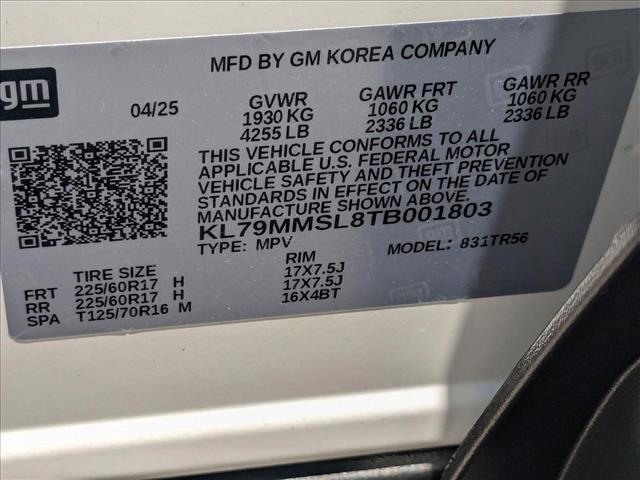 MFD BY GM KOREA COMPANY
gm
04/25
GVWR GAWR FRT GAWR RR
1930 KG 1060 KG 1060 KG
4255 LB 2336 LB 2336 LB
THIS VEHICLE CONFORMS TO ALL
APPLICABLE U.S. FEDERAL MOTOR
VEHICLE SAFETY AND THEFT PREVENTION
STANDARDS IN EFFECT ON THE DATE OF
MANUFACTURE SHOWN ABOVE.
KL79MMSL8TB001803
TYPE: MPV MODEL: 831TR56
TIRE SIZE RIM
FRT 225/60R17 H 17X7.5J
RR 225/60R17 H 17X7.5J
SPA T125/70R16 M 16X4BT